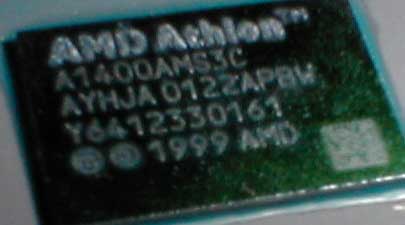 AMD Athlon™
A1400AMS3C
AYHJA 0122APBW
Y6412330161
© © 1999 AMD